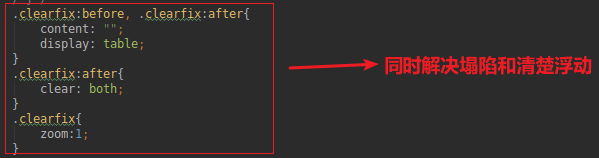 .clearfix:before, .clearfix:after{
    content: "";
    display: table;
}
.clearfix:after{
    clear: both;
}
.clearfix{
    zoom:1;
}
同时解决塌陷和清楚浮动